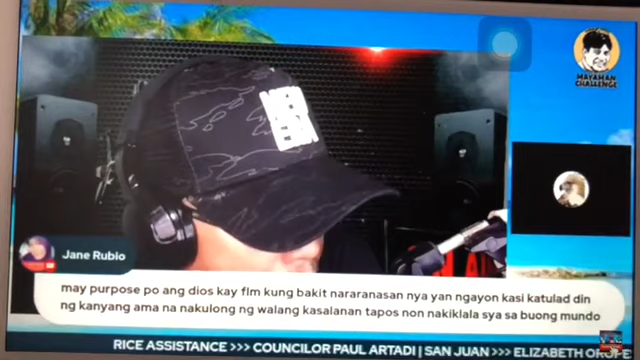 MAYAMAN
CHALLENGE
Jane Rubio
may purpose po ang dios kay flm kung bakit nararanasan nya yan ngayon kasi katulad din
ng kanyang ama na nakulong ng walang kasalanan tapos non nakiklala sya sa buong mundo
RICE ASSISTANCE >>> COUNCILOR PAUL ARTADI | SAN JUAN >>> ELIZABETH